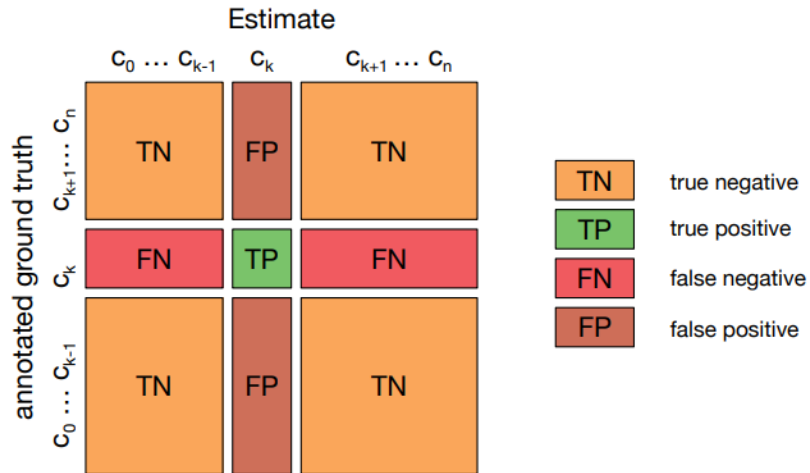 Estimate
c0 ... ck-1 ck ck+1 ... cn
annotated ground truth
ck+1 ... cn
TN FP TN
ck
FN TP FN
c0 ... ck-1
TN FP TN
TN true negative
TP true positive
FN false negative
FP false positive